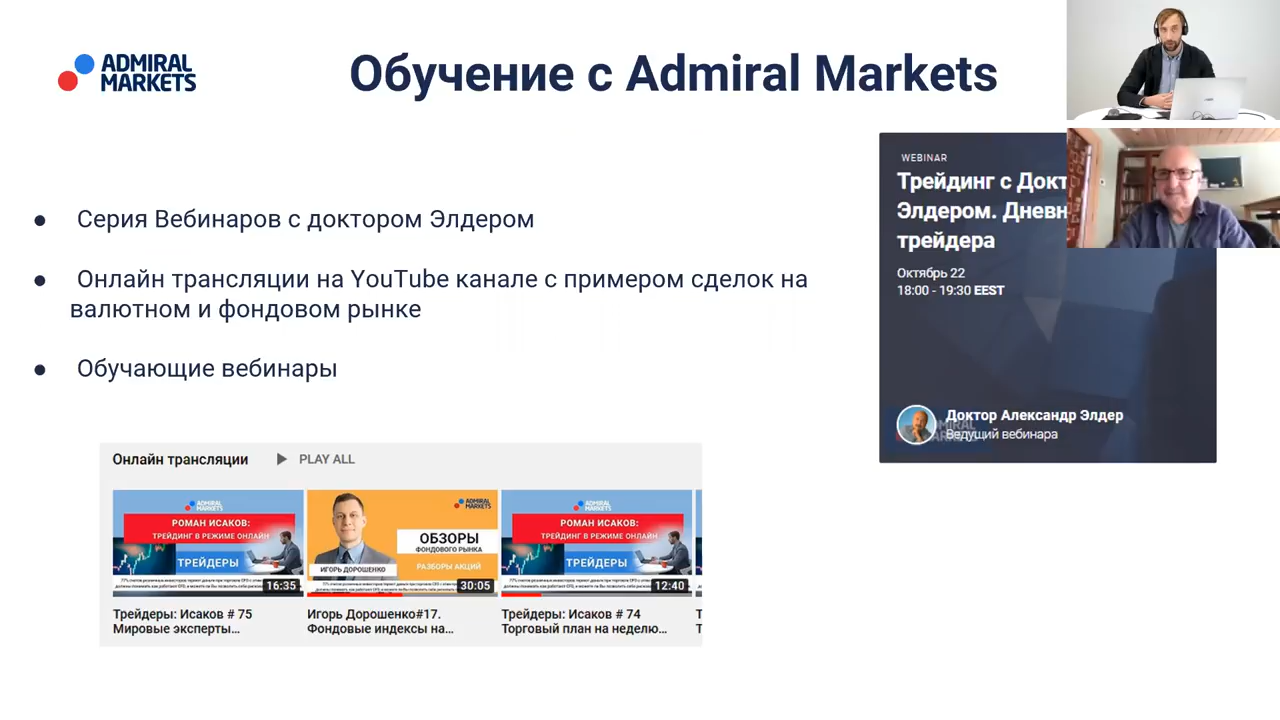 ADMIRAL
MARKETS
Обучение с Admiral Markets
● Серия Вебинаров с доктором Элдером
● Онлайн трансляции на YouTube канале с примером сделок на
валютном и фондовом рынке
● Обучающие вебинары
WEBINAR
Трейдинг с Докт
Элдером. Дневн
трейдера
Октябрь 22
18:00 - 19:30 EEST
Доктор Александр Элдер
Ведущий вебинара
Онлайн трансляции
PLAY ALL
ADMIRAL
MARKETS
РОМАН ИСАКОВ:
ТРЕЙДИНГ В РЕЖИМЕ ОНЛАЙН
ТРЕЙДЕРЫ
16:35
Трейдеры: Исаков # 75
Мировые эксперты...
ADMIRAL
MARKETS
ОБЗОРЫ
ФОНДОВОГО РЫНКА
ИГОРЬ ДОРОШЕНКО
РАЗБОРЫ АКЦИЙ
30:05
Игорь Дорошенко#17.
Фондовые индексы на...
ADMIRAL
MARKETS
РОМАН ИСАКОВ:
ТРЕЙДИНГ В РЕЖИМЕ ОНЛАЙН
ТРЕЙДЕРЫ
12:40
Трейдеры: Исаков # 74
Торговый план на неделю...